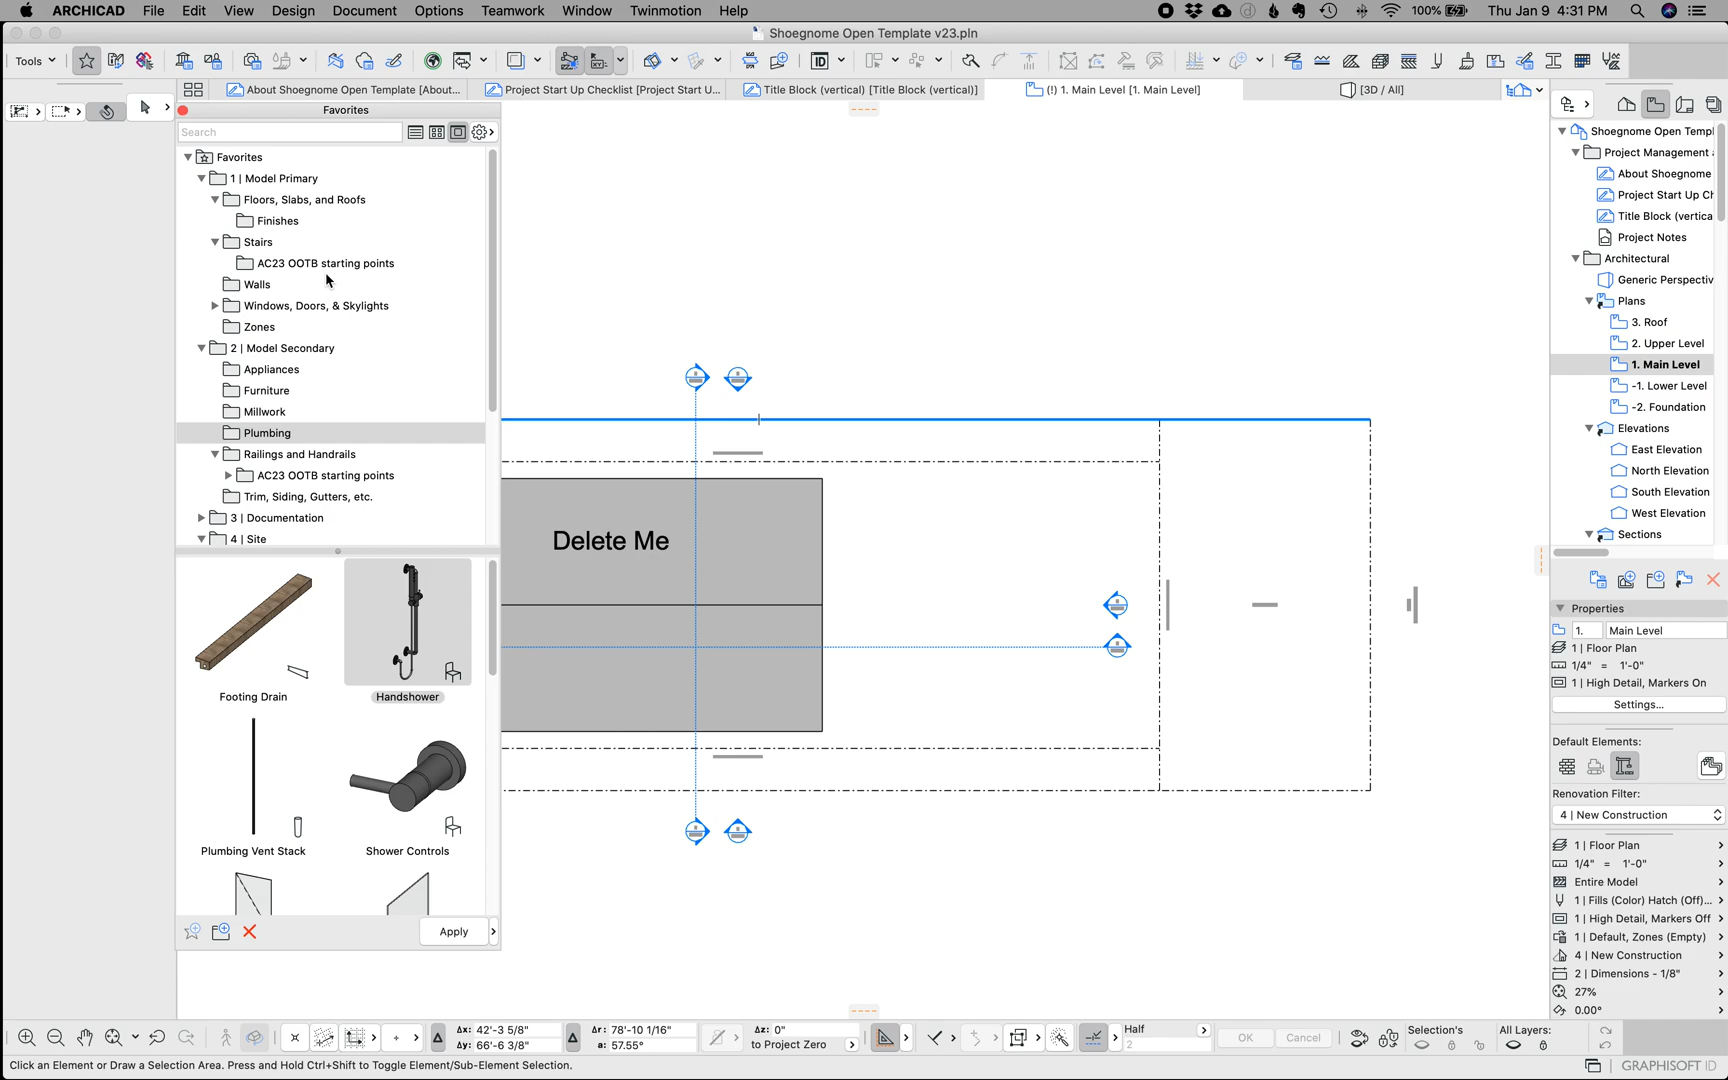 ARCHICAD File Edit View Design Document Options Teamwork Window Twinmotion Help
100% Thu Jan 9 4:31 PM
Shoegnome Open Template v23.pln
Tools
About Shoegnome Open Template [About...
Project Start Up Checklist [Project Start U...
Title Block (vertical) [Title Block (vertical)]
(!) 1. Main Level [1. Main Level]
[3D / All]
Favorites
Search
Favorites
1 | Model Primary
Floors, Slabs, and Roofs
Finishes
Stairs
AC23 OOTB starting points
Walls
Windows, Doors, & Skylights
Zones
2 | Model Secondary
Appliances
Furniture
Millwork
Plumbing
Railings and Handrails
AC23 OOTB starting points
Trim, Siding, Gutters, etc.
3 | Documentation
4 | Site
Footing Drain
Handshower
Plumbing Vent Stack
Shower Controls
Apply
Delete Me
Shoegnome Open Templ
Project Management
About Shoegnome
Project Start Up Ch
Title Block (vertica
Project Notes
Architectural
Generic Perspectiv
Plans
3. Roof
2. Upper Level
1. Main Level
-1. Lower Level
-2. Foundation
Elevations
East Elevation
North Elevation
South Elevation
West Elevation
Sections
Properties
1. Main Level
1 | Floor Plan
1/4" = 1'-0"
1 | High Detail, Markers On
Settings...
Default Elements:
Renovation Filter:
4 | New Construction
1 | Floor Plan
1/4" = 1'-0"
Entire Model
1 | Fills (Color) Hatch (Off)...
1 | High Detail, Markers Off
1 | Default, Zones (Empty)
4 | New Construction
2 | Dimensions - 1/8"
27%
0.00°
Δx: 42'-3 5/8"
Δy: 66'-6 3/8"
Δr: 78'-10 1/16"
a: 57.55°
Δz: 0"
to Project Zero
Half
2
OK
Cancel
Selection's
All Layers:
Click an Element or Draw a Selection Area. Press and Hold Ctrl+Shift to Toggle Element/Sub-Element Selection.
GRAPHISOFT ID